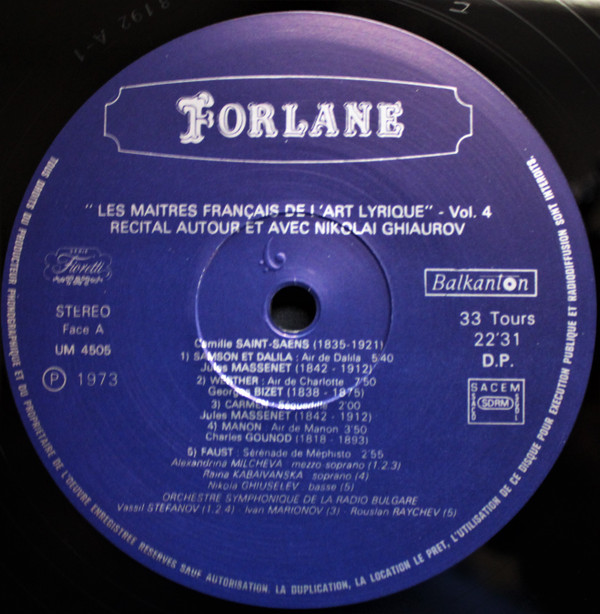 8192 A-1
FORLANE
"LES MAITRES FRANÇAIS DE L'ART LYRIQUE" - Vol. 4
RECITAL AUTOUR ET AVEC NIKOLAI GHIAUROV
SERIE
Fioretti
Balkanton
STEREO
Face A
UM 4505
33 Tours
22'31
D.P.
P 1973
SACEM
SDRM
Camille SAINT-SAENS (1835-1921)
1) SAMSON ET DALILA : Air de Dalila 5'40
Jules MASSENET (1842 - 1912)
2) WERTHER : Air de Charlotte 7'50
Georges BIZET (1838 - 1875)
3) CARMEN : Séguedille 2'00
Jules MASSENET (1842 - 1912)
4) MANON : Air de Manon 3'50
Charles GOUNOD (1818 - 1893)
5) FAUST : Sérénade de Méphisto : 2'55
Alexandrina MILCHEVA mezzo soprano (1.2.3)
Raina KABAIVANSKA : soprano (4)
Nikola GHIUSELEV : basse (5)
ORCHESTRE SYMPHONIQUE DE LA RADIO BULGARE
Vassil STEFANOV (1.2.4) - Ivan MARIONOV (3) - Rouslan RAYCHEV (5)
TOUS DROITS DU PRODUCTEUR PHONOGRAPHIQUE ET DU PROPRIETAIRE DE L'OEUVRE ENREGISTREE RESERVES SAUF AUTORISATION. LA DUPLICATION, LA LOCATION LE PRET, L'UTILISATION DE CE DISQUE POUR EXECUTION PUBLIQUE ET RADIODIFFUSION SONT INTERDITS.